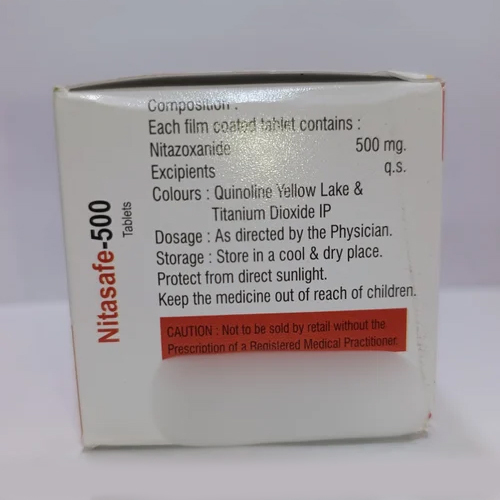 Composition :
Each film coated tablet contains :
Nitazoxanide 500 mg.
Excipients q.s.
Colours : Quinoline Yellow Lake &
Titanium Dioxide IP
Dosage : As directed by the Physician.
Storage : Store in a cool & dry place.
Protect from direct sunlight.
Keep the medicine out of reach of children.
CAUTION : Not to be sold by retail without the
Prescription of a Registered Medical Practitioner.
Nitasafe-500
Tablets